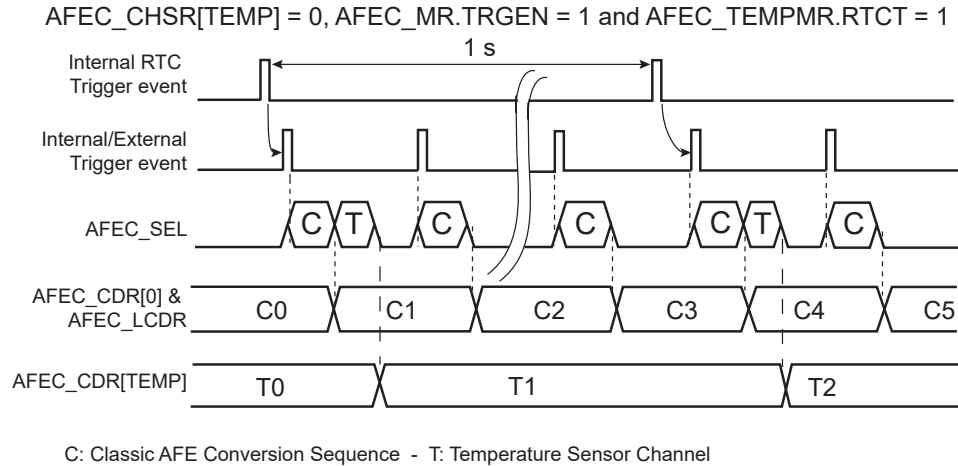 AFEC_CHSR[TEMP] = 0, AFEC_MR.TRGEN = 1 and AFEC_TEMPMR.RTCT = 1
1 s
Internal RTC
Trigger event
Internal/External
Trigger event
AFEC_SEL
C T C C C T C
AFEC_CDR[0] &
AFEC_LCDR
C0 C1 C2 C3 C4 C5
AFEC_CDR[TEMP]
T0 T1 T2
C: Classic AFE Conversion Sequence - T: Temperature Sensor Channel